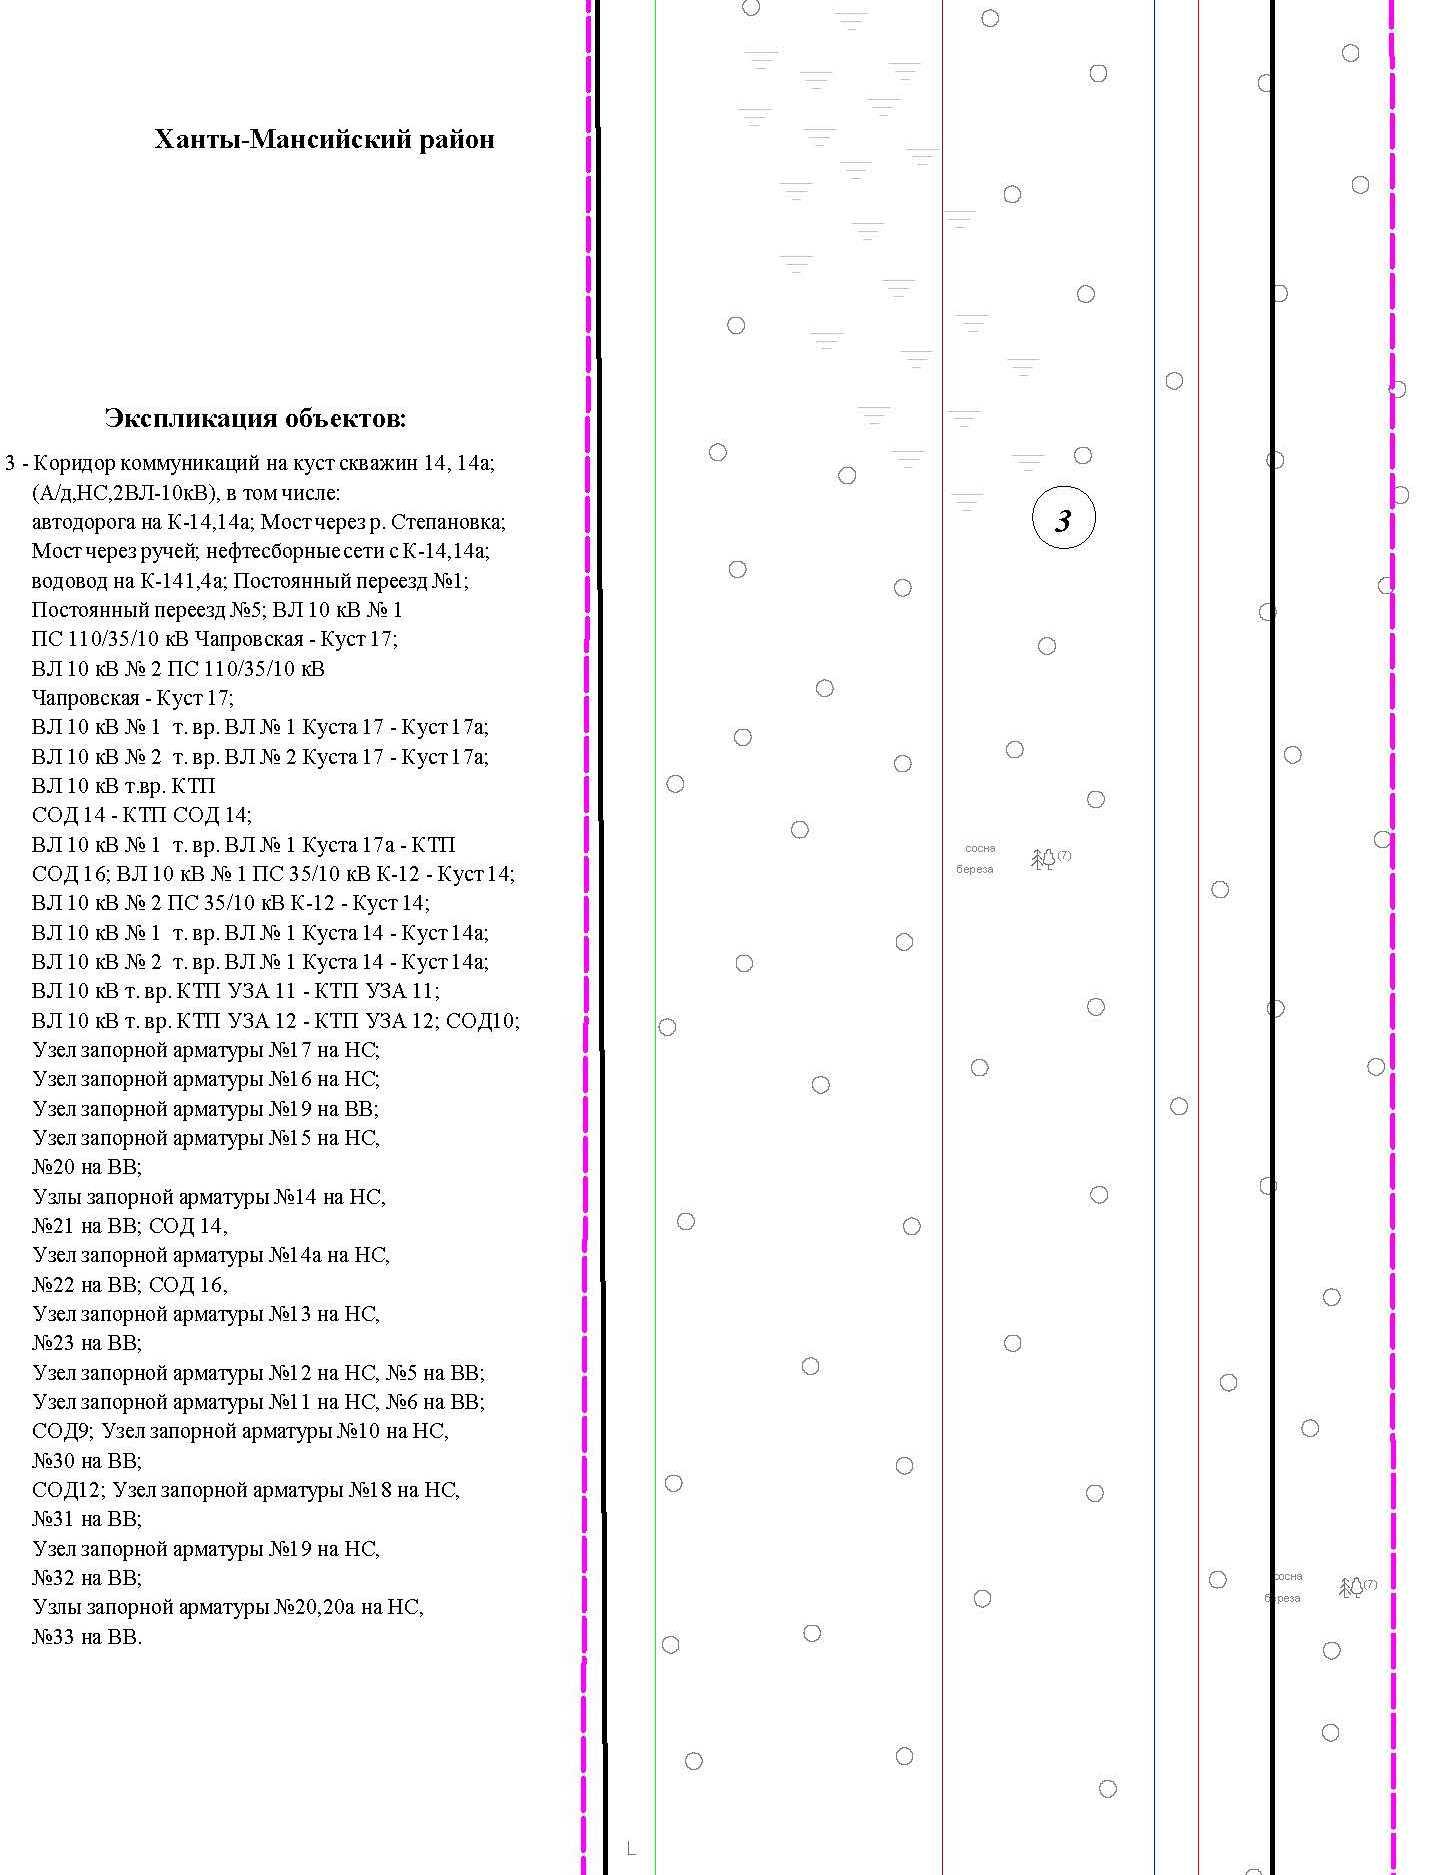 Ханты-Мансийский район
Экспликация объектов:
3 - Коридор коммуникаций на куст скважин 14, 14а;
(А/д,НС,2ВЛ-10кВ), в том числе:
автодорога на К-14,14а; Мост через р. Степановка;
Мост через ручей; нефтесборные сети с К-14,14а;
водовод на К-141,4а; Постоянный переезд №1;
Постоянный переезд №5; ВЛ 10 кВ № 1
ПС 110/35/10 кВ Чапровская - Куст 17;
ВЛ 10 кВ № 2 ПС 110/35/10 кВ
Чапровская - Куст 17;
ВЛ 10 кВ № 1 т. вр. ВЛ № 1 Куста 17 - Куст 17а;
ВЛ 10 кВ № 2 т. вр. ВЛ № 2 Куста 17 - Куст 17а;
ВЛ 10 кВ т.вр. КТП
СОД 14 - КТП СОД 14;
ВЛ 10 кВ № 1 т. вр. ВЛ № 1 Куста 17а - КТП
СОД 16; ВЛ 10 кВ № 1 ПС 35/10 кВ К-12 - Куст 14;
ВЛ 10 кВ № 2 ПС 35/10 кВ К-12 - Куст 14;
ВЛ 10 кВ № 1 т. вр. ВЛ № 1 Куста 14 - Куст 14а;
ВЛ 10 кВ № 2 т. вр. ВЛ № 1 Куста 14 - Куст 14а;
ВЛ 10 кВ т. вр. КТП УЗА 11 - КТП УЗА 11;
ВЛ 10 кВ т. вр. КТП УЗА 12 - КТП УЗА 12; СОД10;
Узел запорной арматуры №17 на НС;
Узел запорной арматуры №16 на НС;
Узел запорной арматуры №19 на ВВ;
Узел запорной арматуры №15 на НС,
№20 на ВВ;
Узлы запорной арматуры №14 на НС,
№21 на ВВ; СОД 14,
Узел запорной арматуры №14а на НС,
№22 на ВВ; СОД 16,
Узел запорной арматуры №13 на НС,
№23 на ВВ;
Узел запорной арматуры №12 на НС, №5 на ВВ;
Узел запорной арматуры №11 на НС, №6 на ВВ;
СОД9; Узел запорной арматуры №10 на НС,
№30 на ВВ;
СОД12; Узел запорной арматуры №18 на НС,
№31 на ВВ;
Узел запорной арматуры №19 на НС,
№32 на ВВ;
Узлы запорной арматуры №20,20а на НС,
№33 на ВВ.
3
сосна
береза (7)
сосна
береза (7)